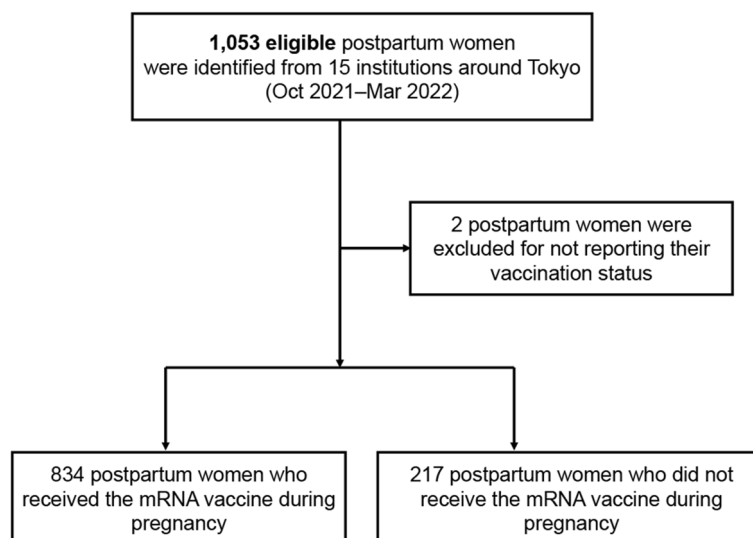 1,053 eligible postpartum women
were identified from 15 institutions around Tokyo
(Oct 2021–Mar 2022)
2 postpartum women were
excluded for not reporting their
vaccination status
834 postpartum women who
received the mRNA vaccine during
pregnancy
217 postpartum women who did not
receive the mRNA vaccine during
pregnancy